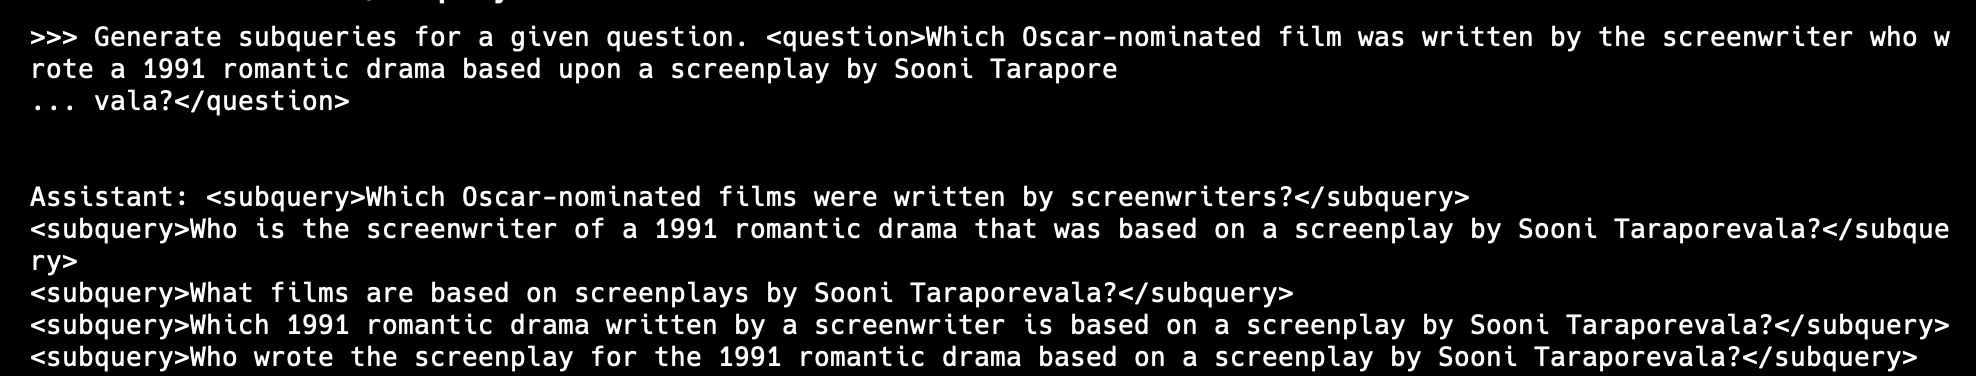 >>> Generate subqueries for a given question. <question>Which Oscar-nominated film was written by the screenwriter who w
rote a 1991 romantic drama based upon a screenplay by Sooni Tarapore
... vala?</question>
Assistant: <subquery>Which Oscar-nominated films were written by screenwriters?</subquery>
<subquery>Who is the screenwriter of a 1991 romantic drama that was based on a screenplay by Sooni Taraporevala?</subque
ry>
<subquery>What films are based on screenplays by Sooni Taraporevala?</subquery>
<subquery>Which 1991 romantic drama written by a screenwriter is based on a screenplay by Sooni Taraporevala?</subquery>
<subquery>Who wrote the screenplay for the 1991 romantic drama based on a screenplay by Sooni Taraporevala?</subquery>